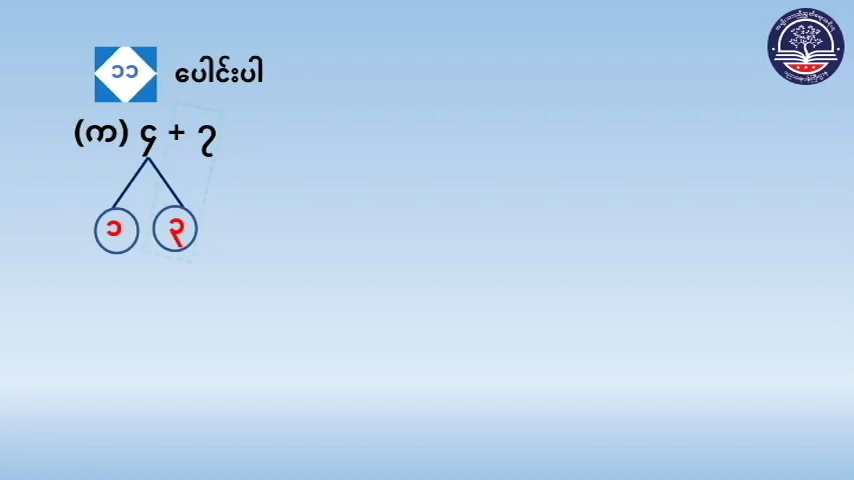 ၁၁ ပေါင်းပါ
(က) ၄ + ၇
၁ ၃